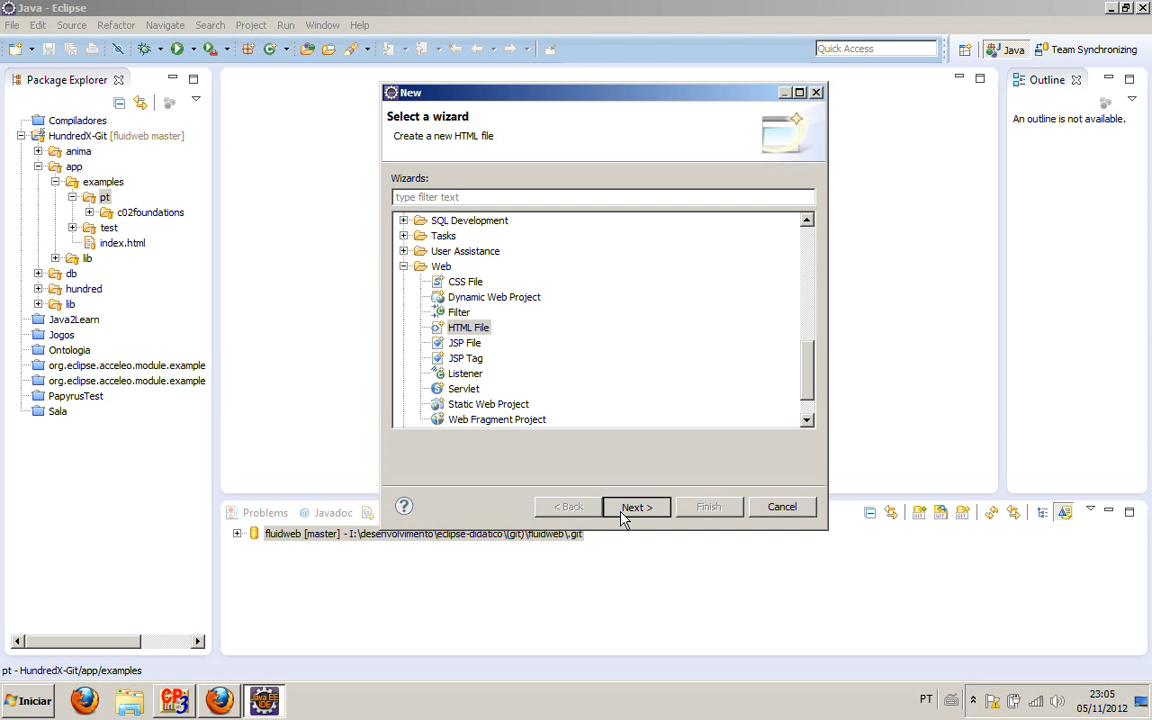 Java - Eclipse
File Edit Source Refactor Navigate Search Project Run Window Help
Quick Access
Java
Team Synchronizing
Package Explorer
Compiladores
HundredX-Git [fluidweb master]
anima
app
examples
pt
c02foundations
test
index.html
lib
db
hundred
lib
Java2Learn
Jogos
Ontologia
org.eclipse.acceleo.module.example
org.eclipse.acceleo.module.example
PapyrusTest
Sala
New
Select a wizard
Create a new HTML file
Wizards:
type filter text
SQL Development
Tasks
User Assistance
Web
CSS File
Dynamic Web Project
Filter
HTML File
JSP File
JSP Tag
Listener
Servlet
Static Web Project
Web Fragment Project
< Back
Next >
Finish
Cancel
Outline
An outline is not available.
Problems
@ Javadoc
fluidweb [master] - I:\desenvolvimento\eclipse-didatico\(git)\fluidweb\.git
pt - HundredX-Git/app/examples
Iniciar
Java EE
IDE
PT
23:05
05/11/2012